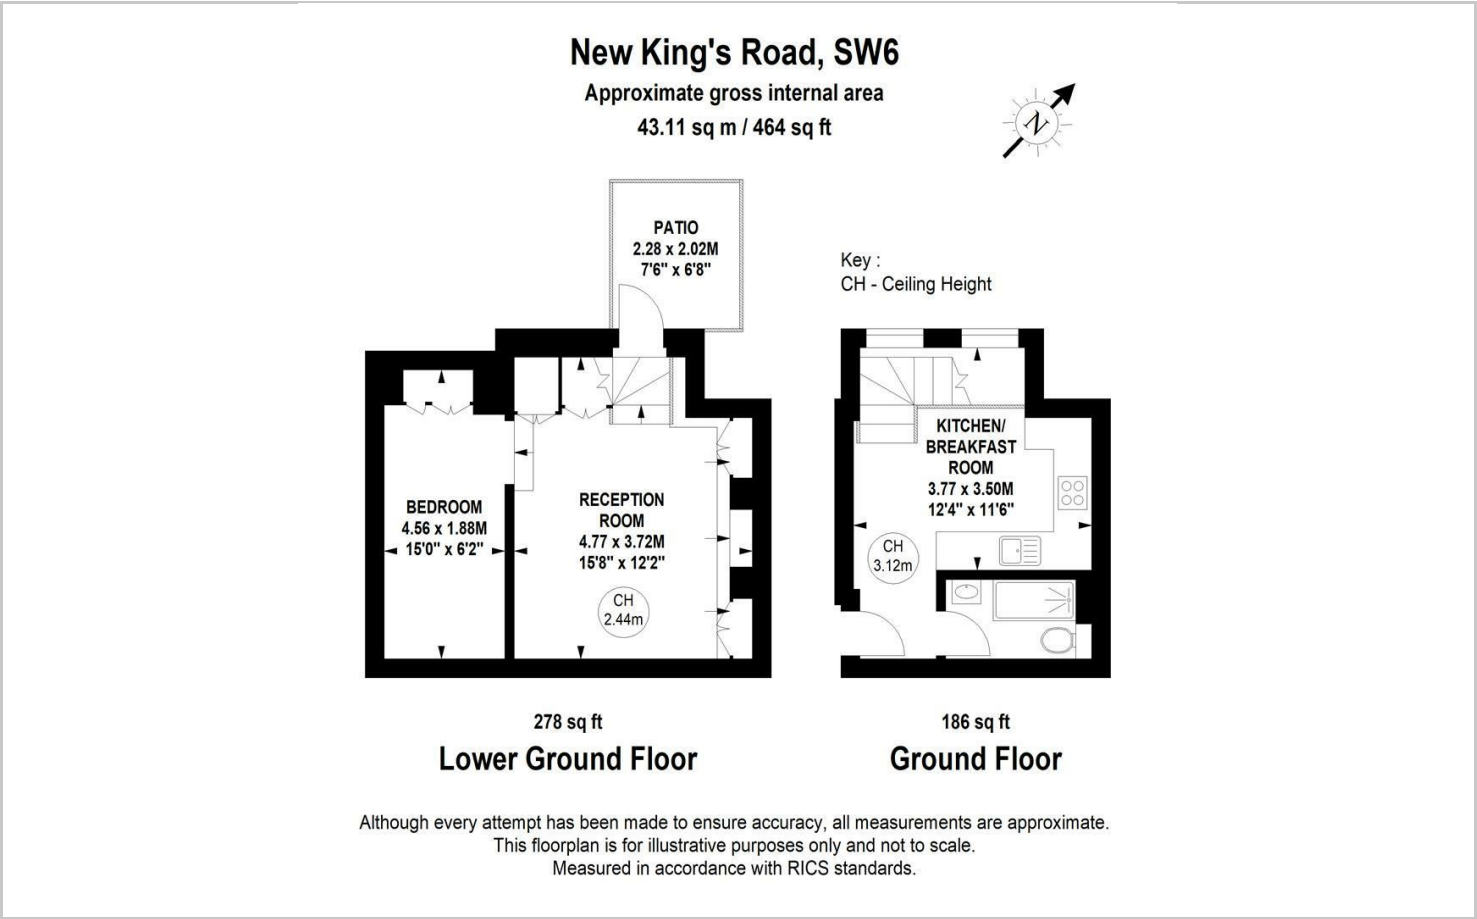 New King's Road, SW6
Approximate gross internal area
43.11 sq m / 464 sq ft
N
PATIO
2.28 x 2.02M
7'6" x 6'8"
Key :
CH - Ceiling Height
BEDROOM
4.56 x 1.88M
15'0" x 6'2"
RECEPTION
ROOM
4.77 x 3.72M
15'8" x 12'2"
CH
2.44m
KITCHEN/
BREAKFAST
ROOM
3.77 x 3.50M
12'4" x 11'6"
CH
3.12m
278 sq ft
Lower Ground Floor
186 sq ft
Ground Floor
Although every attempt has been made to ensure accuracy, all measurements are approximate.
This floorplan is for illustrative purposes only and not to scale.
Measured in accordance with RICS standards.